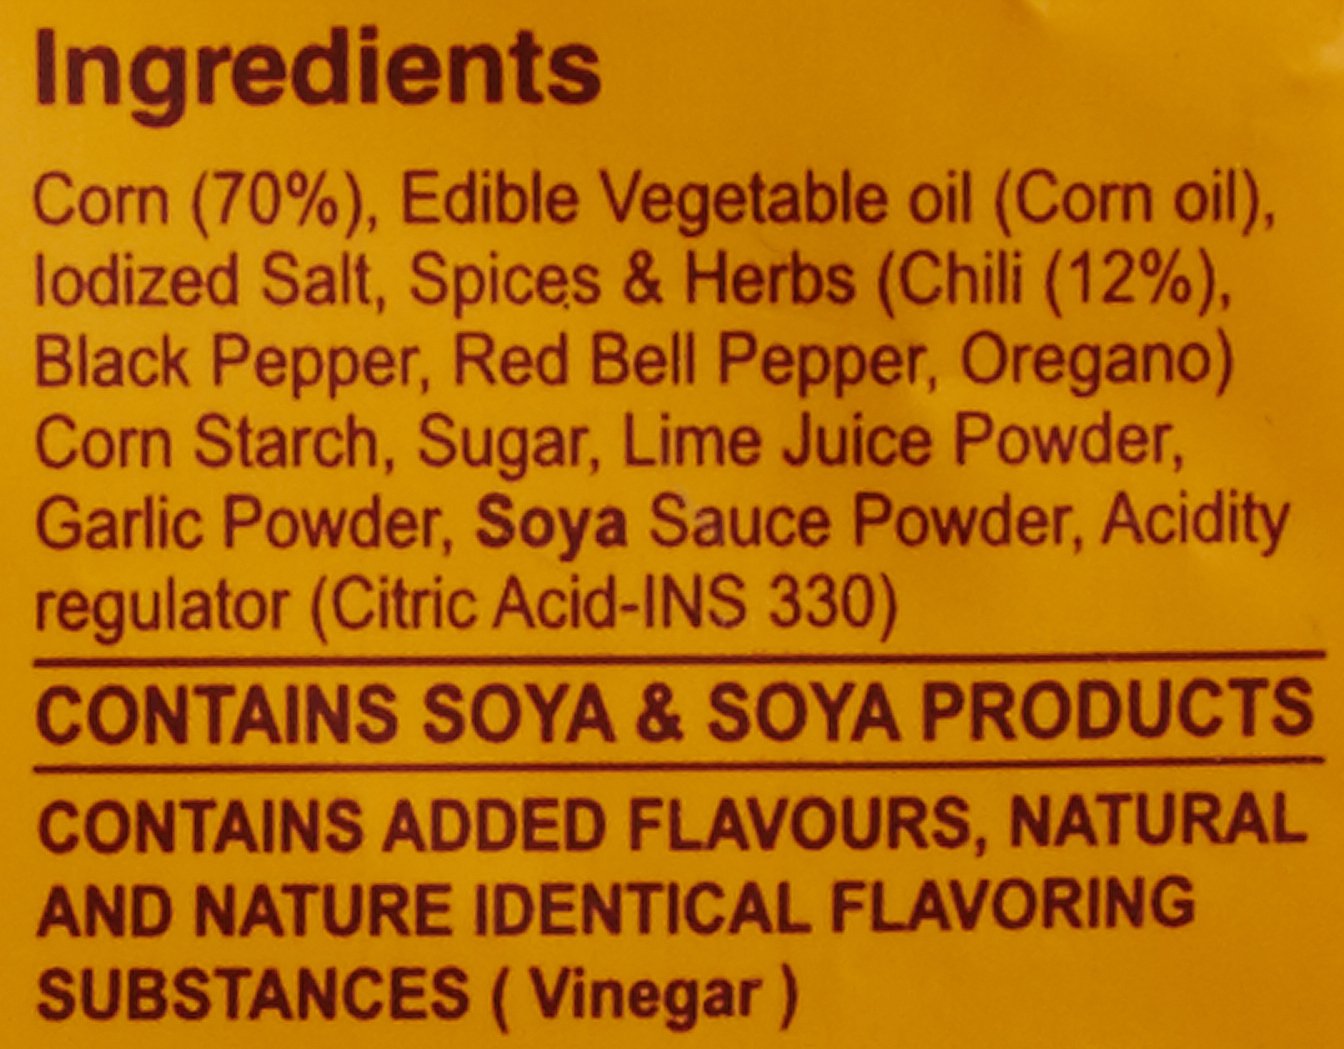 Ingredients
Corn (70%), Edible Vegetable oil (Corn oil),
Iodized Salt, Spices & Herbs (Chili (12%),
Black Pepper, Red Bell Pepper, Oregano)
Corn Starch, Sugar, Lime Juice Powder,
Garlic Powder, Soya Sauce Powder, Acidity
regulator (Citric Acid-INS 330)
CONTAINS SOYA & SOYA PRODUCTS
CONTAINS ADDED FLAVOURS, NATURAL
AND NATURE IDENTICAL FLAVORING
SUBSTANCES ( Vinegar )